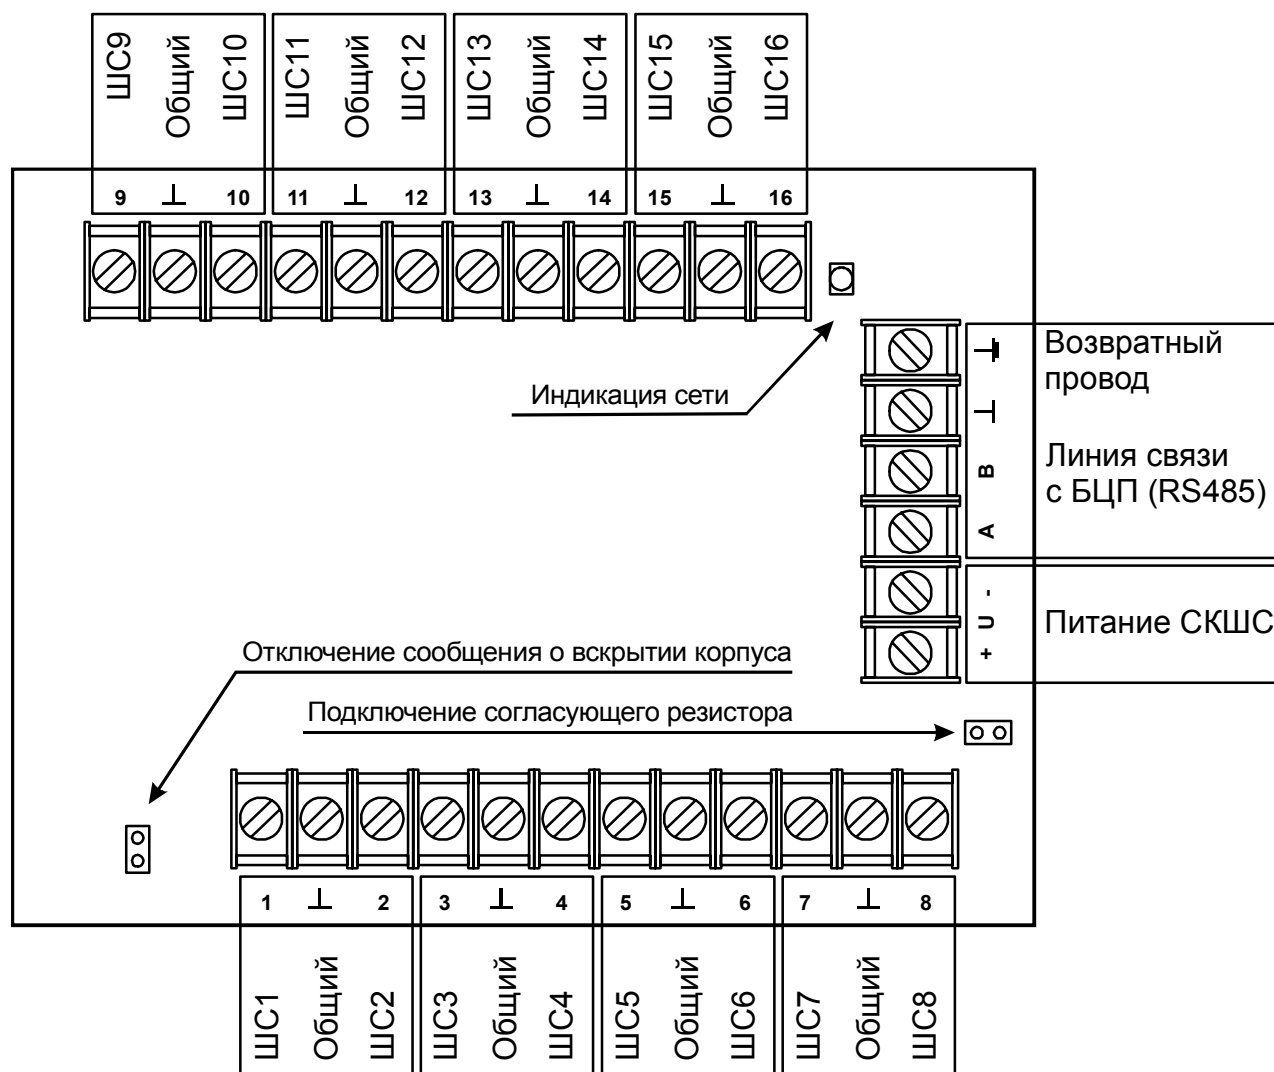 ШС9 Общий ШС10 ШС11 Общий ШС12 ШС13 Общий ШС14 ШС15 Общий ШС16
9 ⊥ 10 11 ⊥ 12 13 ⊥ 14 15 ⊥ 16
Возвратный
провод
Индикация сети
Линия связи
с БЦП (RS485)
B
A
- U +
Питание СКШС
Отключение сообщения о вскрытии корпуса
Подключение согласующего резистора
1 ⊥ 2 3 ⊥ 4 5 ⊥ 6 7 ⊥ 8
ШС1 Общий ШС2 ШС3 Общий ШС4 ШС5 Общий ШС6 ШС7 Общий ШС8